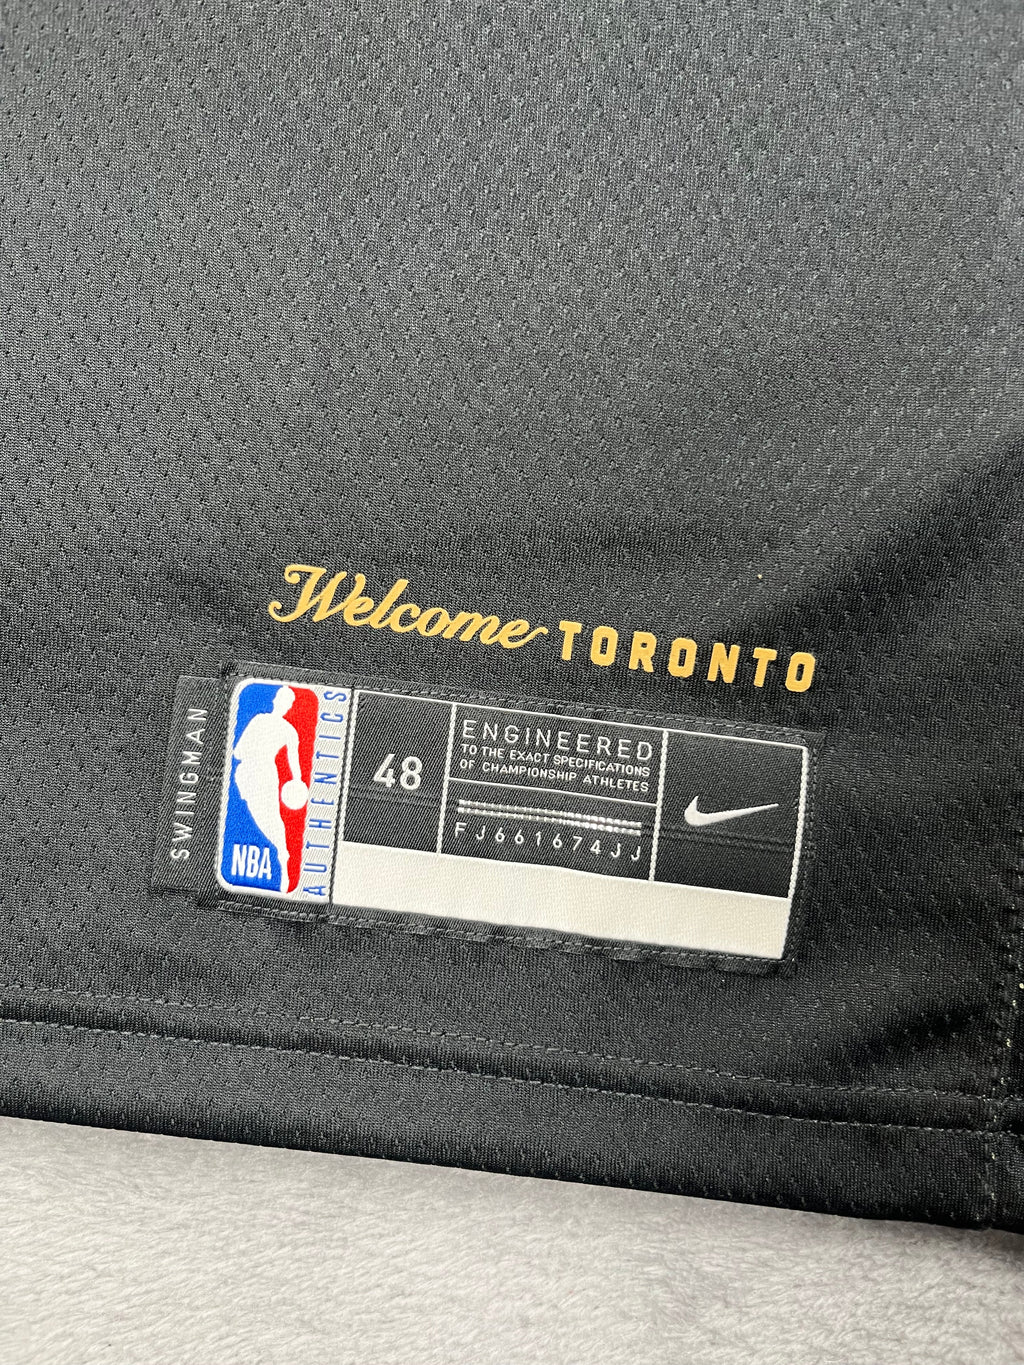 Welcome TORONTO
SWINGMAN
NBA
AUTHENTICS
48
ENGINEERED
TO THE EXACT SPECIFICATIONS
OF CHAMPIONSHIP ATHLETES
FJ661674JJ